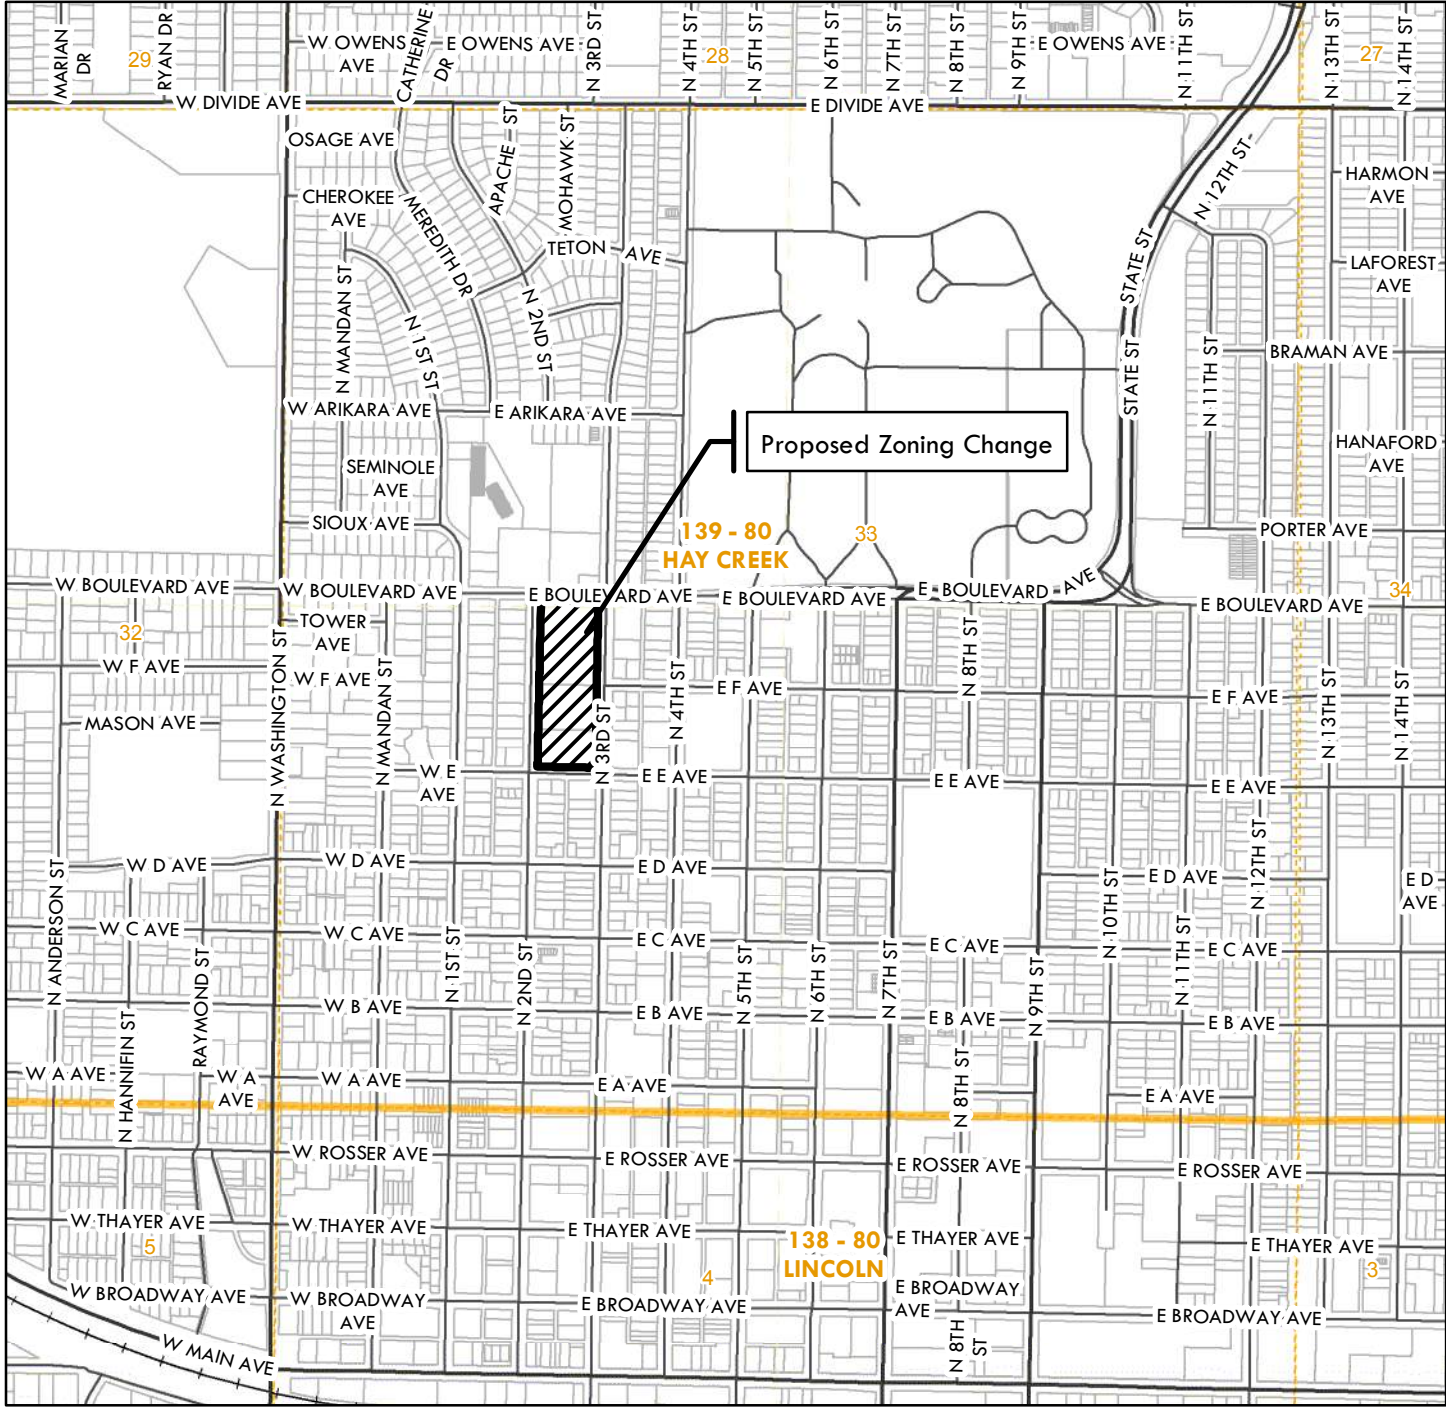 MARIAN
DR
29
RYAN DR
W OWENS
AVE
CATHERINE
DR
E OWENS AVE
N 3RD ST
N 4TH ST
28
N 5TH ST
N 6TH ST
N 7TH ST
N 8TH ST
N 9TH ST
E OWENS AVE
N 11TH ST
N 13TH ST
27
N 14TH ST
W DIVIDE AVE
E DIVIDE AVE
OSAGE AVE
APACHE ST
MOHAWK ST
N 12TH ST
HARMON
AVE
CHEROKEE
AVE
MEREDITH DR
TETON
AVE
STATE ST
LAFOREST
AVE
N MANDAN ST
N 1ST ST
N 2ND ST
STATE ST
N 11TH ST
BRAMAN AVE
W ARIKARA AVE
E ARIKARA AVE
Proposed Zoning Change
HANAFORD
AVE
SEMINOLE
AVE
SIOUX AVE
139 - 80
HAY CREEK
33
PORTER AVE
W BOULEVARD AVE
W BOULEVARD AVE
E BOULEVARD AVE
E BOULEVARD AVE
E BOULEVARD
AVE
E BOULEVARD AVE
34
32
TOWER
AVE
W F AVE
W F AVE
N WASHINGTON ST
N MANDAN ST
N 3RD ST
N 4TH ST
E F AVE
N 8TH ST
E F AVE
N 13TH ST
N 14TH ST
MASON AVE
W E
AVE
E E AVE
E E AVE
E E AVE
W D AVE
W D AVE
E D AVE
E D AVE
N 12TH ST
E D
AVE
N ANDERSON ST
W C AVE
W C AVE
E C AVE
E C AVE
N 10TH ST
E C AVE
RAYMOND ST
N 1ST ST
N 2ND ST
N 5TH ST
N 6TH ST
N 7TH ST
N 9TH ST
N 11TH ST
W B AVE
E B AVE
E B AVE
E B AVE
N HANNIFIN ST
W A AVE
W A
AVE
W A AVE
E A AVE
N 8TH ST
E A AVE
W ROSSER AVE
E ROSSER AVE
E ROSSER AVE
E ROSSER AVE
W THAYER AVE
5
W THAYER AVE
E THAYER AVE
138 - 80
LINCOLN
E THAYER AVE
E THAYER AVE
3
4
W BROADWAY AVE
W BROADWAY
AVE
E BROADWAY AVE
E BROADWAY
AVE
E BROADWAY AVE
W MAIN AVE
N 8TH
ST